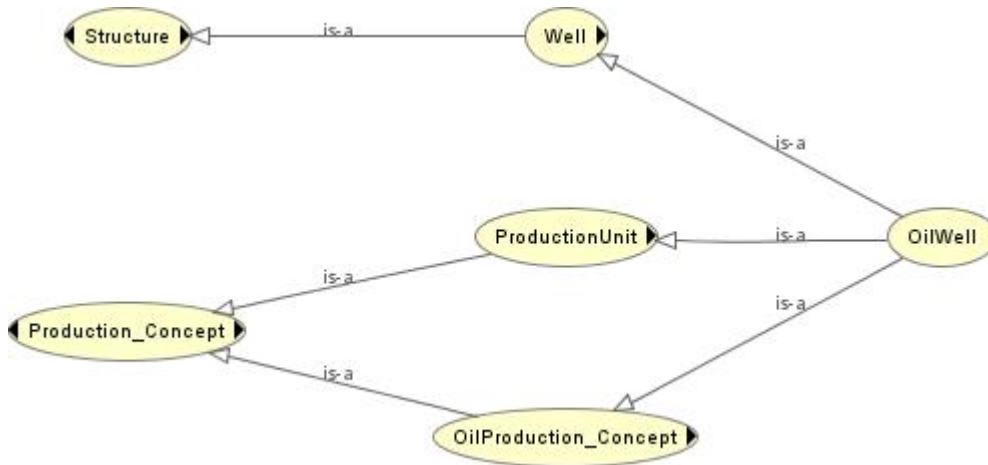 Structure
is-a
Well
is-a
ProductionUnit
is-a
OilWell
is-a
is-a
Production_Concept
is-a
OilProduction_Concept